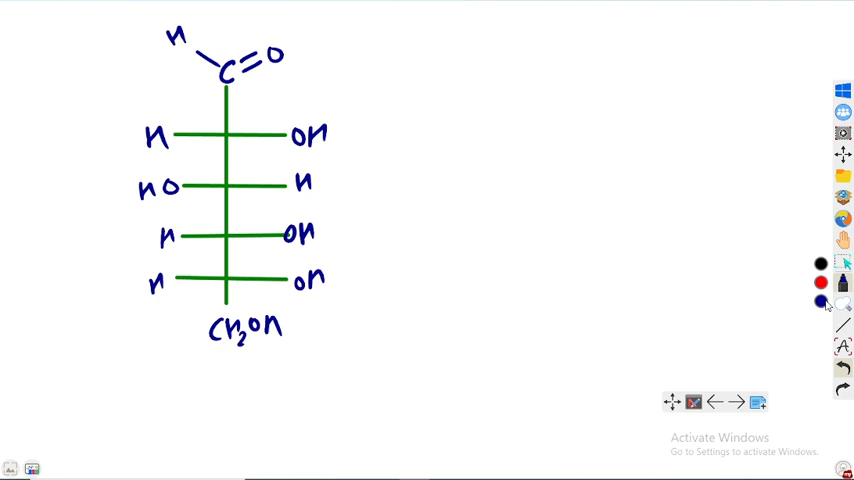 H
C=O
H OH
HO H
H OH
H OH
CH2OH
Activate Windows
Go to Settings to activate Windows.